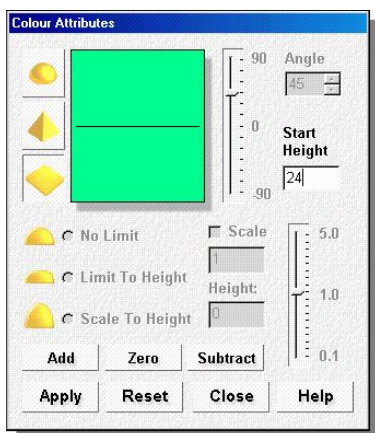 Colour Attributes
90 Angle
45
0
Start
Height
24
-90
No Limit
Scale
5.0
1
Limit To Height
Height:
1.0
Scale To Height
0
Add Zero Subtract
0.1
Apply Reset Close Help